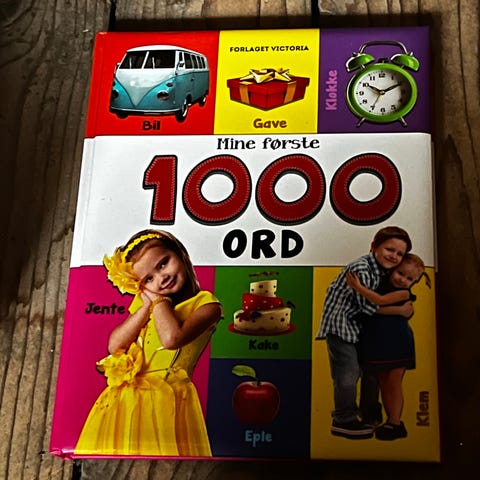 FORLAGET VICTORIA
Bil
Gave
Klokke
Mine første
1000
ORD
Jente
Kake
Eple
Klem